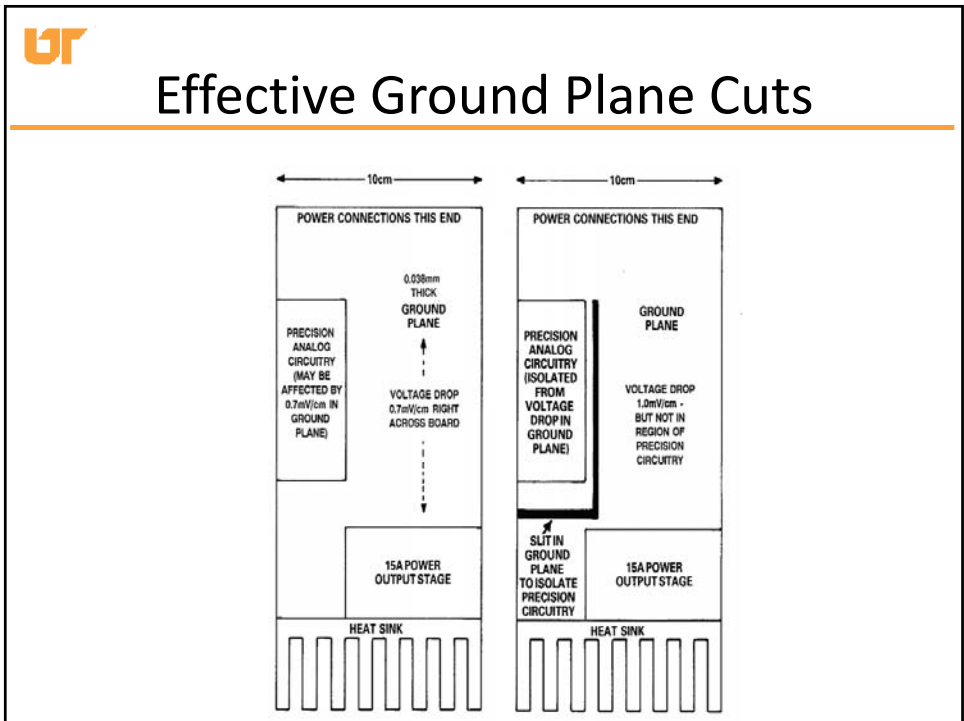 UT
Effective Ground Plane Cuts
10cm
POWER CONNECTIONS THIS END
0.038mm
THICK
GROUND
PLANE
PRECISION
ANALOG
CIRCUITRY
(MAY BE
AFFECTED BY
0.7mV/cm IN
GROUND
PLANE)
VOLTAGE DROP
0.7mV/cm RIGHT
ACROSS BOARD
15A POWER
OUTPUT STAGE
HEAT SINK
10cm
POWER CONNECTIONS THIS END
GROUND
PLANE
PRECISION
ANALOG
CIRCUITRY
(ISOLATED
FROM
VOLTAGE
DROP IN
GROUND
PLANE)
VOLTAGE DROP
1.0mV/cm -
BUT NOT IN
REGION OF
PRECISION
CIRCUITRY
SLIT IN
GROUND
PLANE
TO ISOLATE
PRECISION
CIRCUITRY
15A POWER
OUTPUT STAGE
HEAT SINK